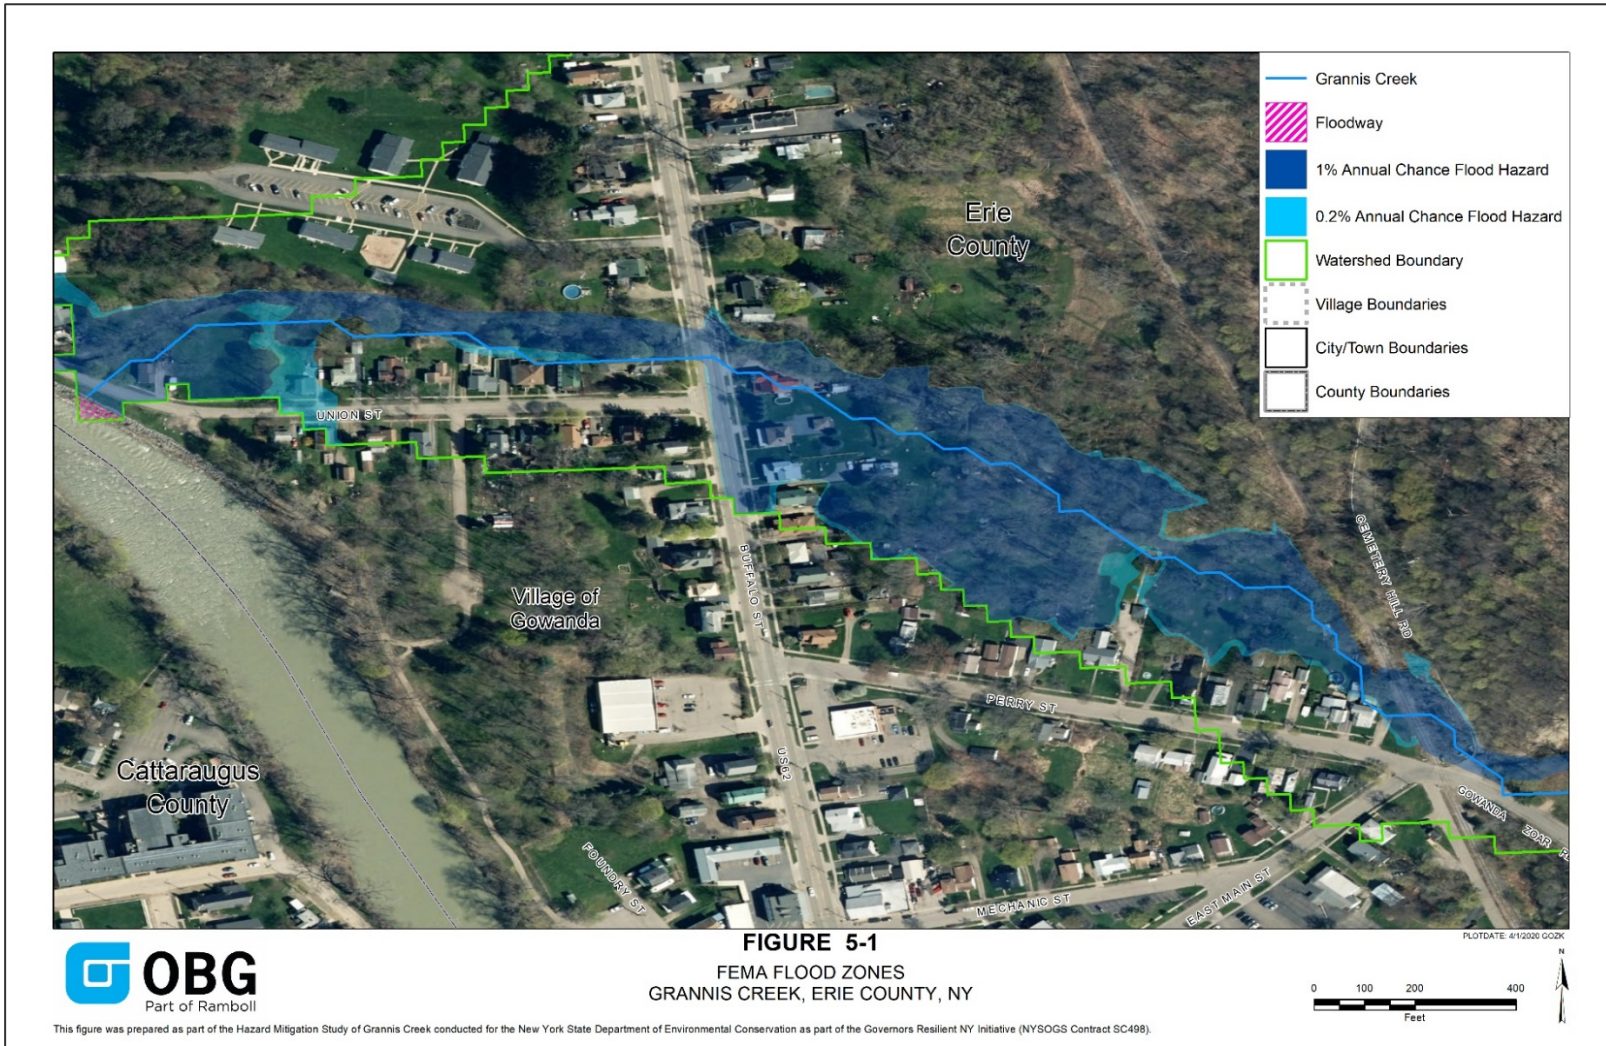 Grannis Creek
Floodway
1% Annual Chance Flood Hazard
0.2% Annual Chance Flood Hazard
Watershed Boundary
Village Boundaries
City/Town Boundaries
County Boundaries
Erie
County
UNION ST
BUFFALO ST
CEMETERY HILL RD
Village of
Gowanda
PERRY ST
US62
Cattaraugus
County
GOWANDA ZOAR RD
FOUNDRY ST
MECHANIC ST
EAST MAIN ST
PLOTDATE: 4/1/2020 GOZK
OBG
Part of Ramboll
FIGURE 5-1
FEMA FLOOD ZONES
GRANNIS CREEK, ERIE COUNTY, NY
N
0 100 200 400
Feet
This figure was prepared as part of the Hazard Mitigation Study of Grannis Creek conducted for the New York State Department of Environmental Conservation as part of the Governors Resilient NY Initiative (NYSOGS Contract SC498).